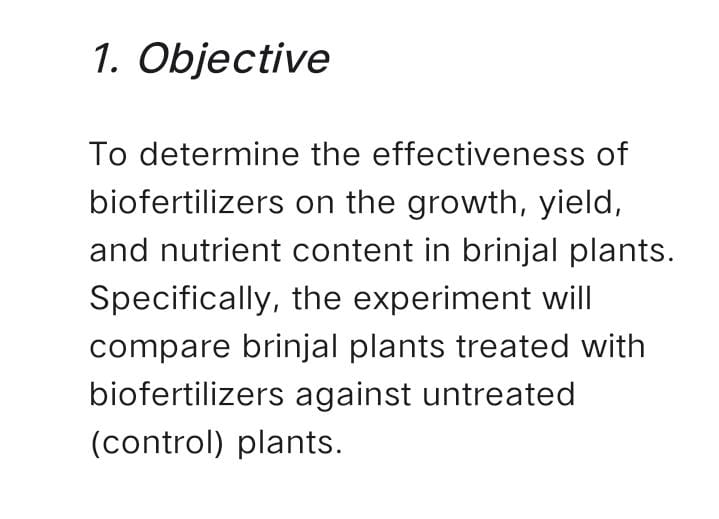 1. Objective
To determine the effectiveness of
biofertilizers on the growth, yield,
and nutrient content in brinjal plants.
Specifically, the experiment will
compare brinjal plants treated with
biofertilizers against untreated
(control) plants.